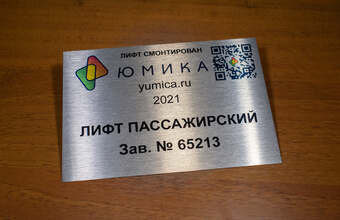 ЛИФТ СМОНТИРОВАН
ЮМИКА
yumica.ru
2021
ЛИФТ ПАССАЖИРСКИЙ
Зав. № 65213